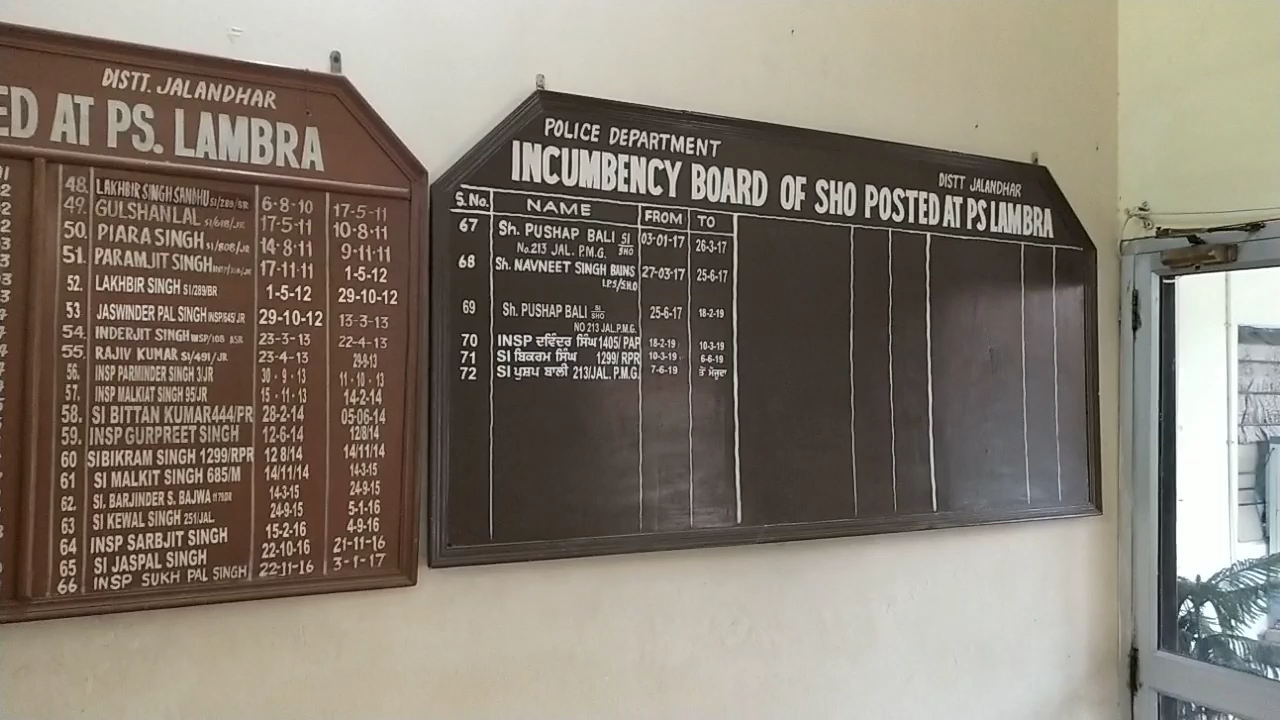 DISTT. JALANDHAR
ED AT PS. LAMBRA
48. LAKHBIR SINGH SANDHU SI/289/BR 6-8-10 17-5-11
49. GULSHAN LAL 17-5-11 10-8-11
50. PIARA SINGH 14-8-11 9-11-11
51. PARAMJIT SINGH 17-11-11 1-5-12
52. LAKHBIR SINGH SI/289/BR 1-5-12 29-10-12
53 JASWINDER PAL SINGH INSP545/JR 29-10-12 13-3-13
54. INDERJIT SINGH INSP/108 ASR 23-3-13 22-4-13
55. RAJIV KUMAR SI/491/JR 23-4-13 29-9-13
56. INSP PARMINDER SINGH 3/JR 30-9-13 11-10-13
57. INSP MALKIAT SINGH 95/JR 15-11-13 14-2-14
58. SI BITTAN KUMAR444/PR 28-2-14 05-06-14
59. INSP GURPREET SINGH 12-6-14 12/8/14
60 SIBIKRAM SINGH 1299/RPR 12 8/14 14/11/14
61 SI MALKIT SINGH 685/M 14/11/14 14-3-15
62. SI, BARJINDER S. BAJWA 14-3-15 24-9-15
63 SI KEWAL SINGH 251/JAL. 24-9-15 5-1-16
64 INSP SARBJIT SINGH 15-2-16 4-9-16
65 SI JASPAL SINGH 22-10-16 21-11-16
66 INSP SUKH PAL SINGH 22-11-16 3-1-17
POLICE DEPARTMENT
DISTT JALANDHAR
INCUMBENCY BOARD OF SHO POSTED AT PS LAMBRA
S.No. NAME FROM TO
67 Sh. PUSHAP BALI SI/SHO 03-01-17 26-3-17
No.213 JAL. P.M.G.
68 Sh. NAVNEET SINGH BAINS 27-03-17 25-6-17
I.P.S/S.H.O
69 Sh. PUSHAP BALI SI/SHO 25-6-17 18-2-19
NO 213 JAL.P.M.G.
70 INSP ਦਵਿੰਦਰ ਸਿੰਘ 1405/ PAP 18-2-19 10-3-19
71 SI ਬਿਕਰਮ ਸਿੰਘ 1299/ RPR 10-3-19 6-6-19
72 SI ਪੁਸ਼ਪ ਬਾਲੀ 213/JAL. P.M.G. 7-6-19 ਤੋਂ ਮੌਜੂਦਾ